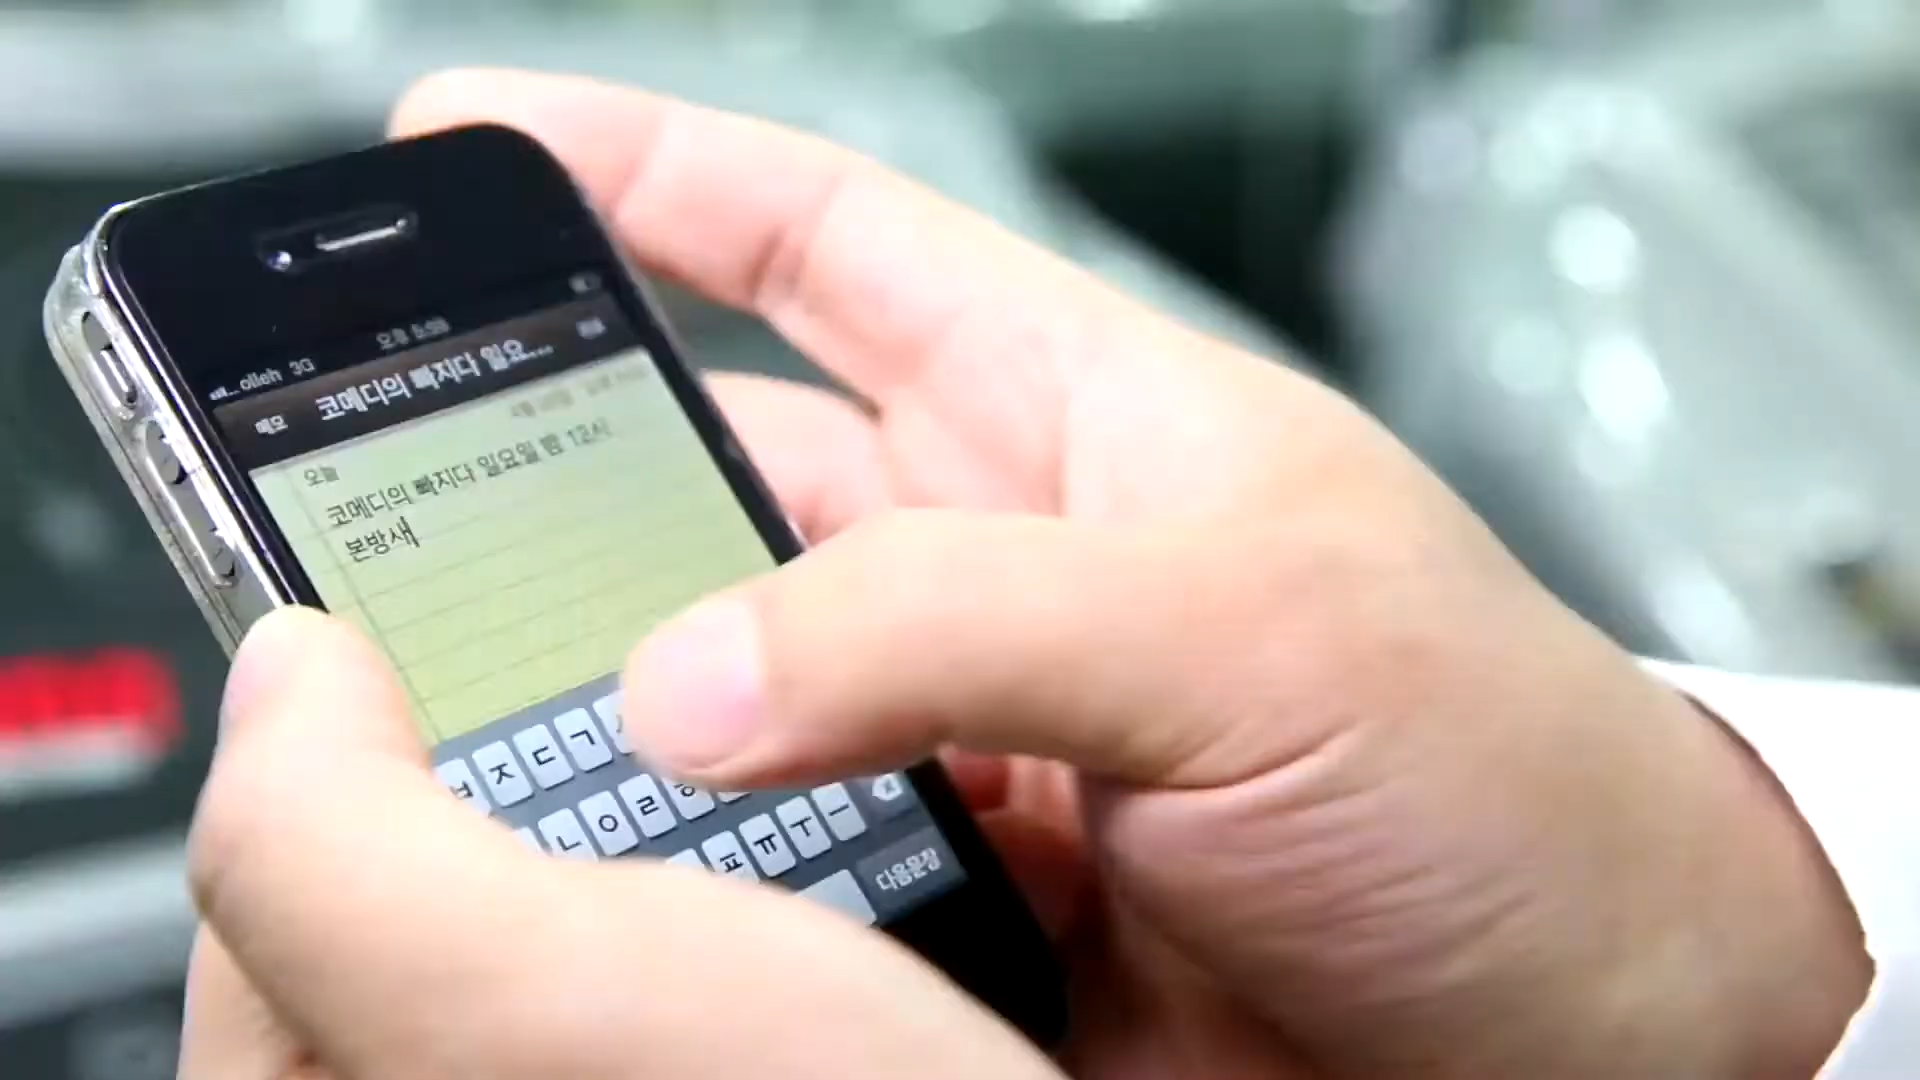 olleh 3G
메모 코메디의 빠지다 일요...
오늘
코메디의 빠지다 일요일 밤 12시
본방새
ㅈ ㄷ ㄱ
ㄴ ㅇ ㄹ ㅎ
ㅍ ㅠ ㅜ ㅡ
다음문장